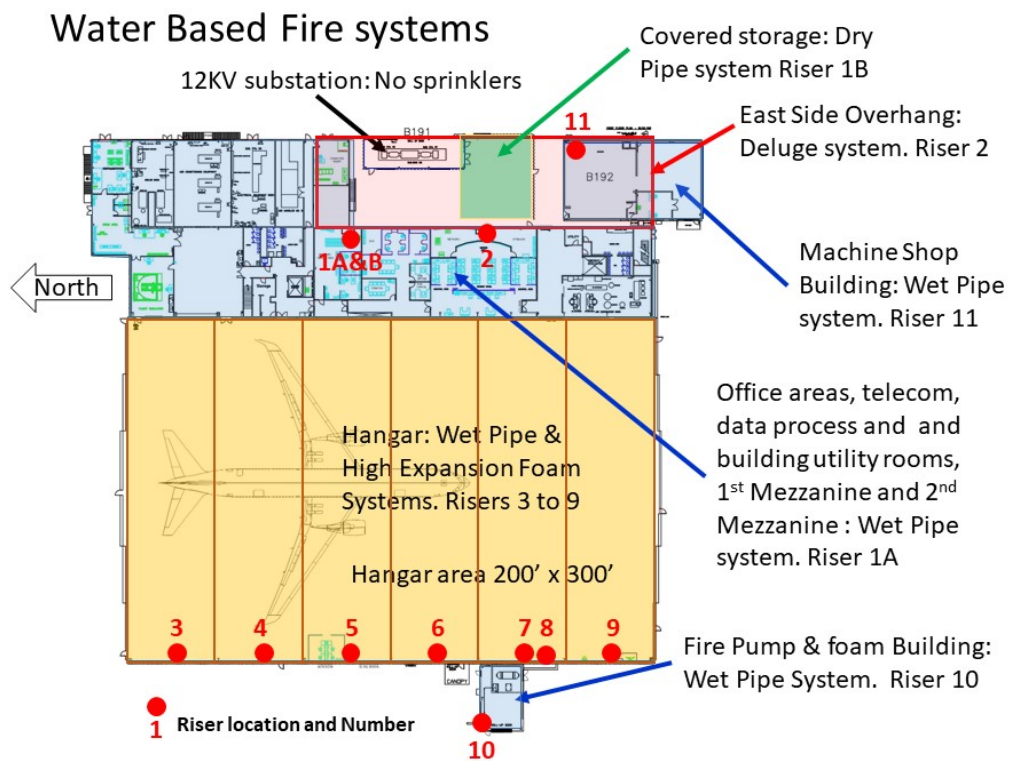 Water Based Fire systems
12KV substation: No sprinklers
Covered storage: Dry
Pipe system Riser 1B
East Side Overhang:
Deluge system. Riser 2
B191
11
B192
1A&B
2
North
Machine Shop
Building: Wet Pipe
system. Riser 11
Office areas, telecom,
data process and and
building utility rooms,
1st Mezzanine and 2nd
Mezzanine : Wet Pipe
system. Riser 1A
Hangar: Wet Pipe &
High Expansion Foam
Systems. Risers 3 to 9
Hangar area 200’ x 300’
3
4
5
6
7
8
9
Fire Pump & foam Building:
Wet Pipe System. Riser 10
CANOPY
1
Riser location and Number
10